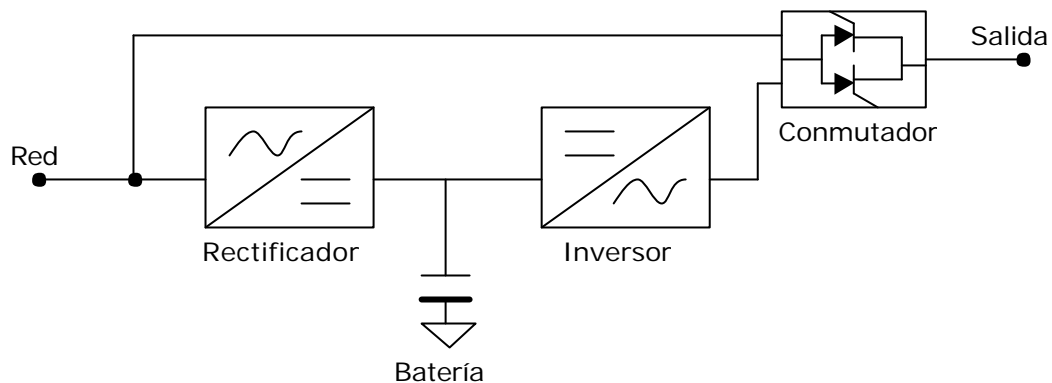 Salida
Conmutador
Red
Rectificador
Inversor
Batería